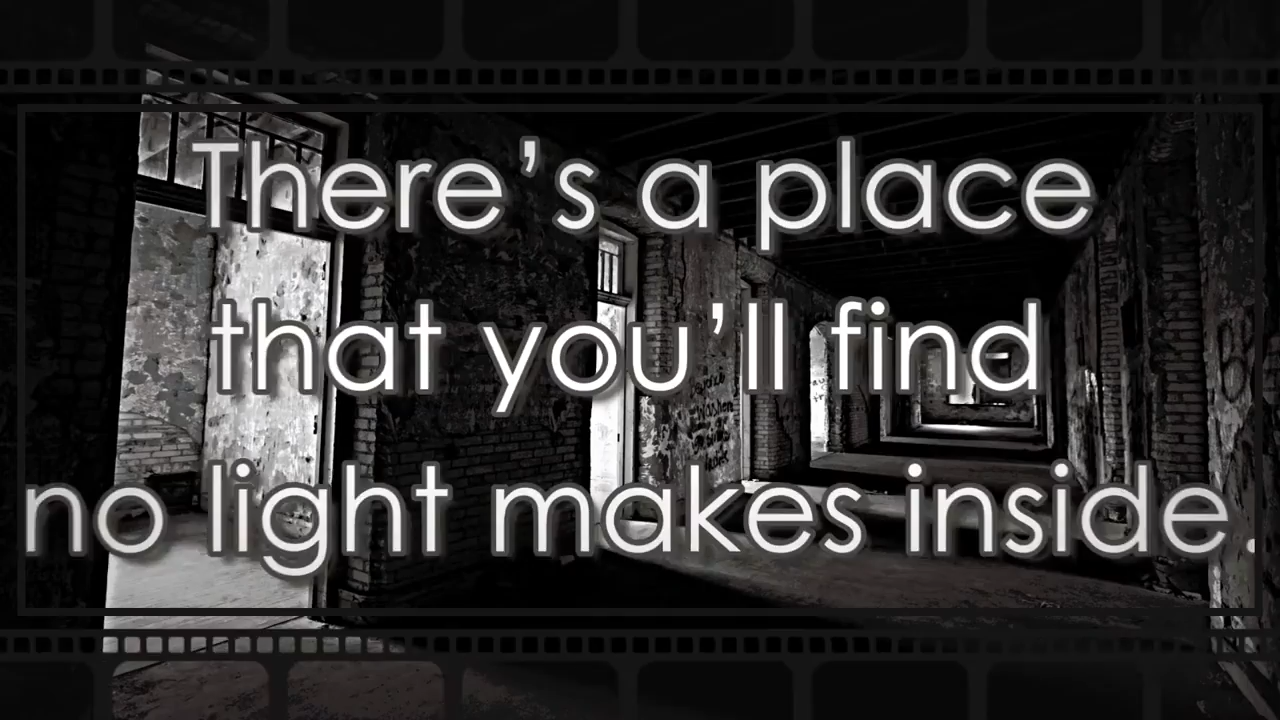 There’s a place
that you’ll find
no light makes inside.